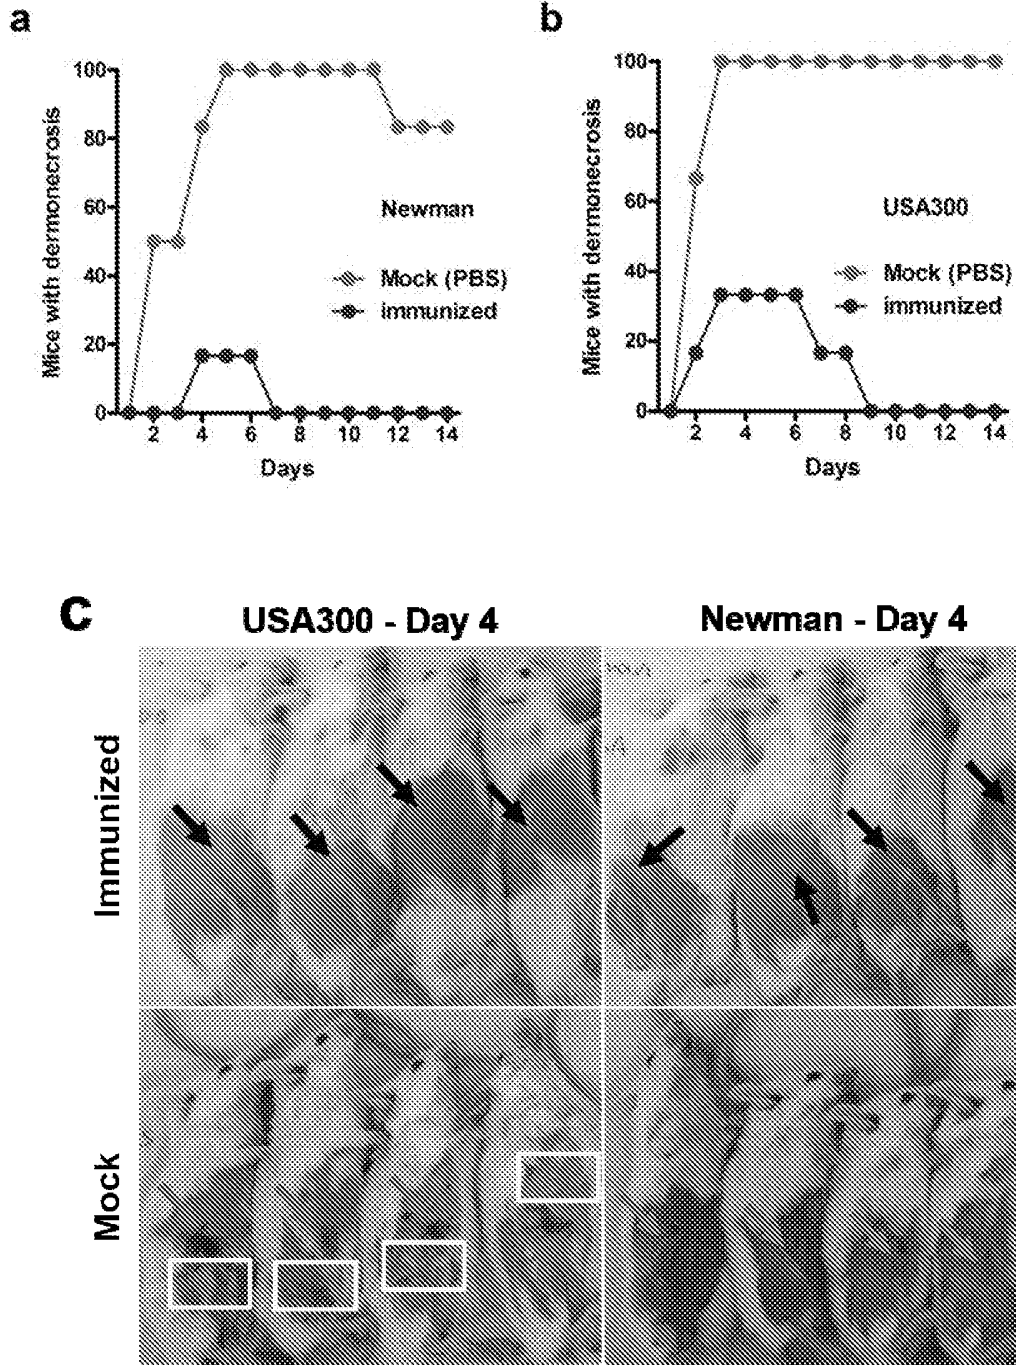 a
b
100
80
60
40
20
0
Mice with dermonecrosis
Newman
Mock (PBS)
immunized
2 4 6 8 10 12 14
Days
100
80
60
40
20
0
Mice with dermonecrosis
USA300
Mock (PBS)
immunized
2 4 6 8 10 12 14
Days
c
USA300 - Day 4
Newman - Day 4
Immunized
Mock